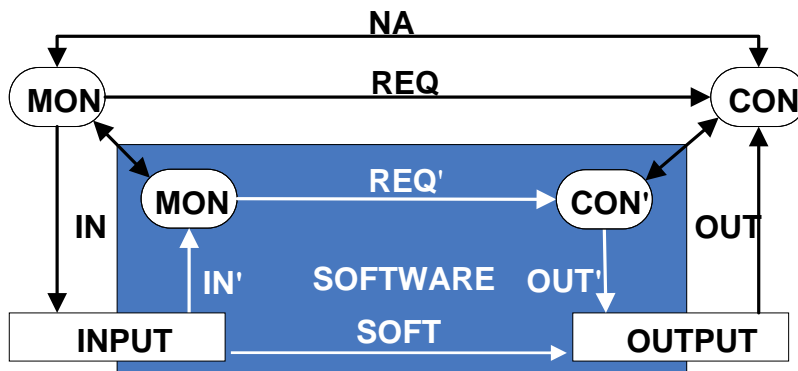 NA
MON REQ CON
MON REQ' CON'
IN OUT
IN' SOFTWARE OUT'
INPUT SOFT OUTPUT